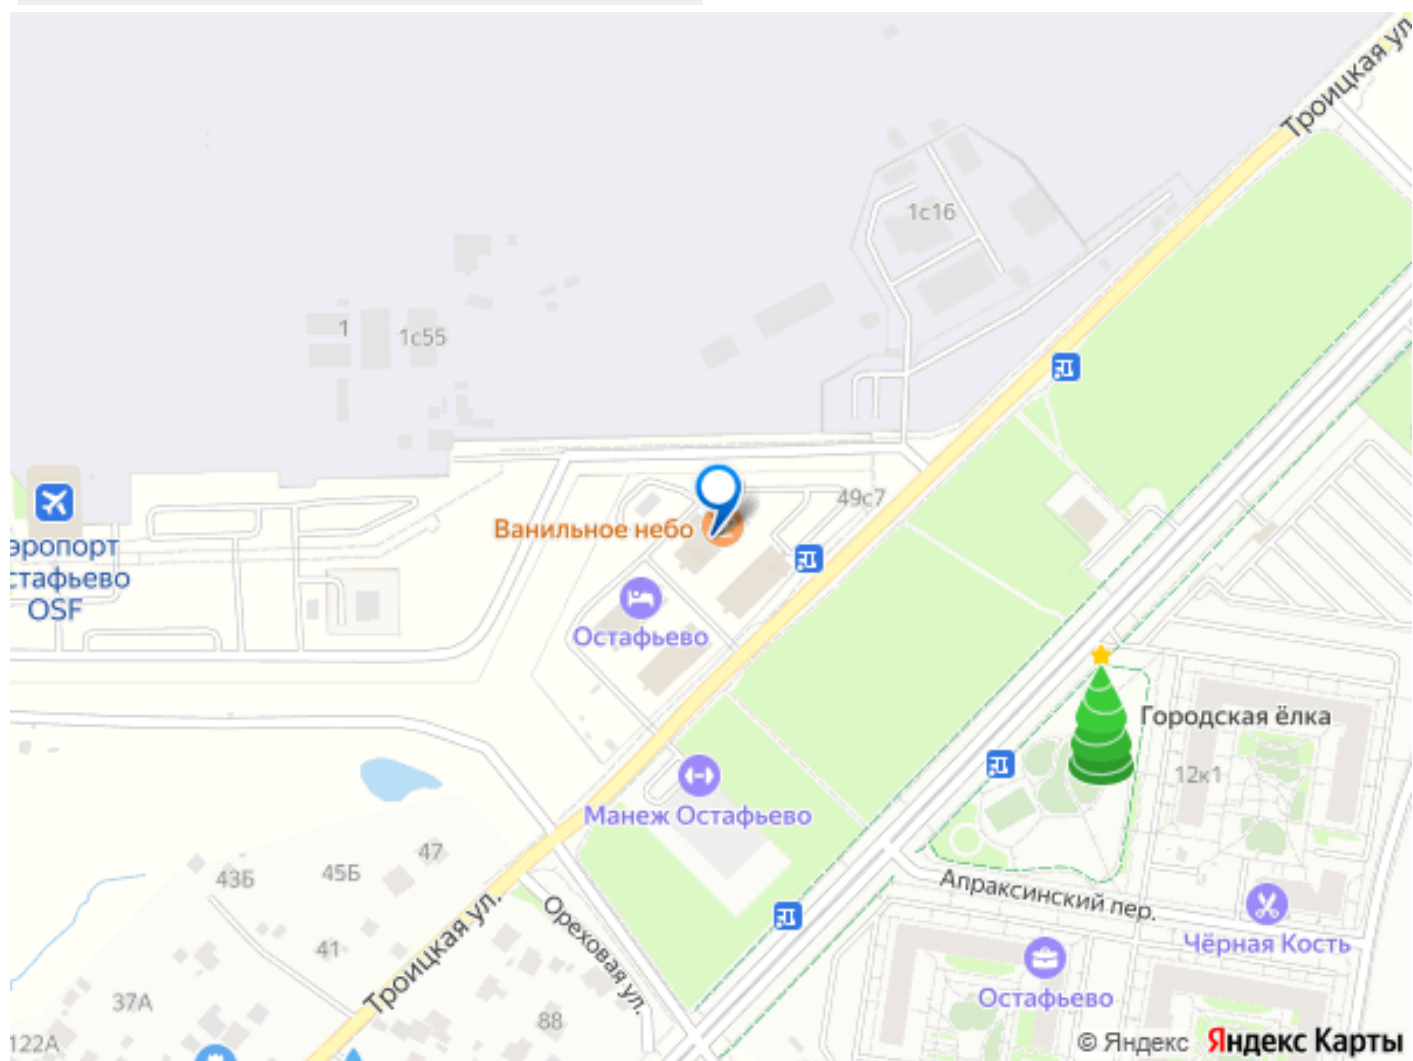 Троицкая ул
1с16
1
1с55
49с7
Ванильное небо
эропорт
стафьево
OSF
Остафьево
Городская ёлка
12к1
Манеж Остафьево
47
45Б
43Б
Апраксинский пер.
Троицкая ул.
Ореховая ул.
41
Чёрная Кость
Остафьево
37А
88
122А
© Яндекс Яндекс Карты